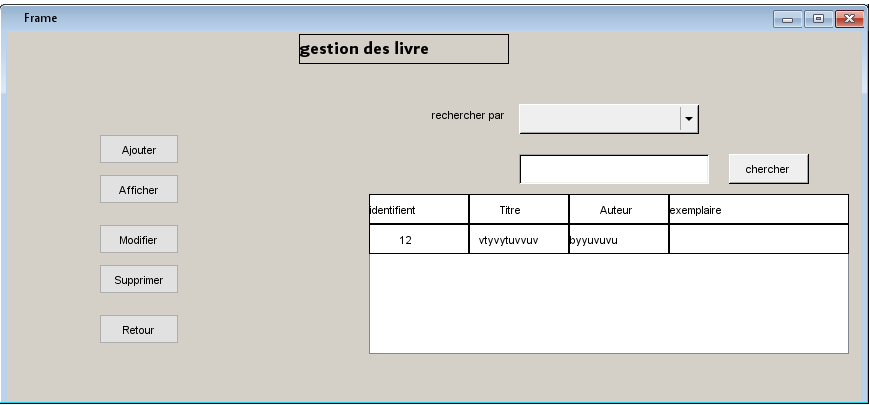 Frame
gestion des livre
rechercher par
Ajouter
chercher
Afficher
identifient Titre Auteur exemplaire
Modifier
12 vtyvytuvvuv byyuvuvu
Supprimer
Retour